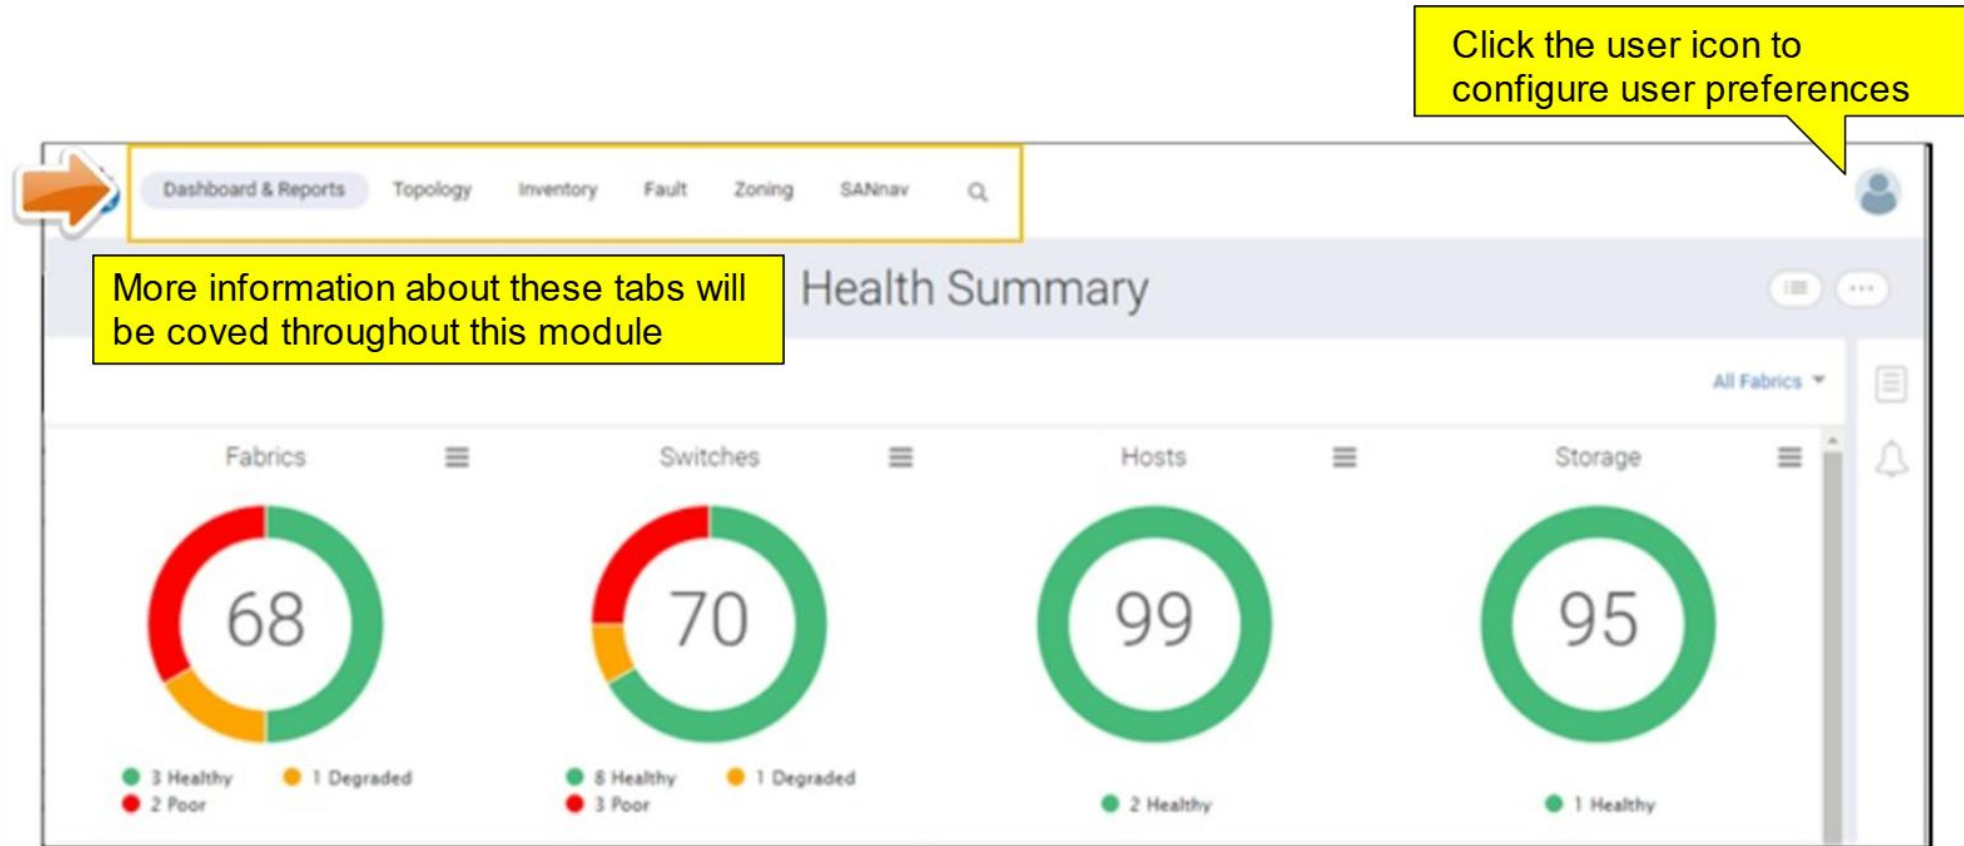 Click the user icon to
configure user preferences
Dashboard & Reports Topology Inventory Fault Zoning SANnav
More information about these tabs will
be coved throughout this module
Health Summary
All Fabrics
Fabrics Switches Hosts Storage
68 70 99 95
3 Healthy 1 Degraded 8 Healthy 1 Degraded
2 Poor 3 Poor 2 Healthy 1 Healthy